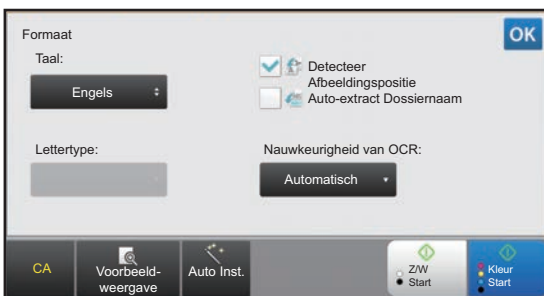 Formaat
OK
Taal:
Engels
Detecteer
Afbeeldingspositie
Auto-extract Dossiernaam
Lettertype:
Nauwkeurigheid van OCR:
Automatisch
CA
Voorbeeld-
weergave
Auto Inst.
Z/W
Start
Kleur
Start